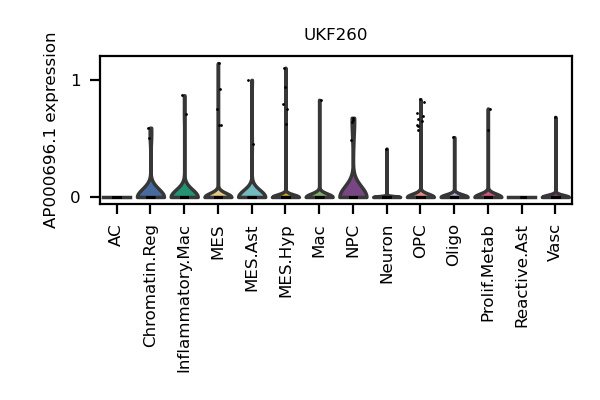 UKF260
AP000696.1 expression
1
0
AC
Chromatin.Reg
Inflammatory.Mac
MES
MES.Ast
MES.Hyp
Mac
NPC
Neuron
OPC
Oligo
Prolif.Metab
Reactive.Ast
Vasc